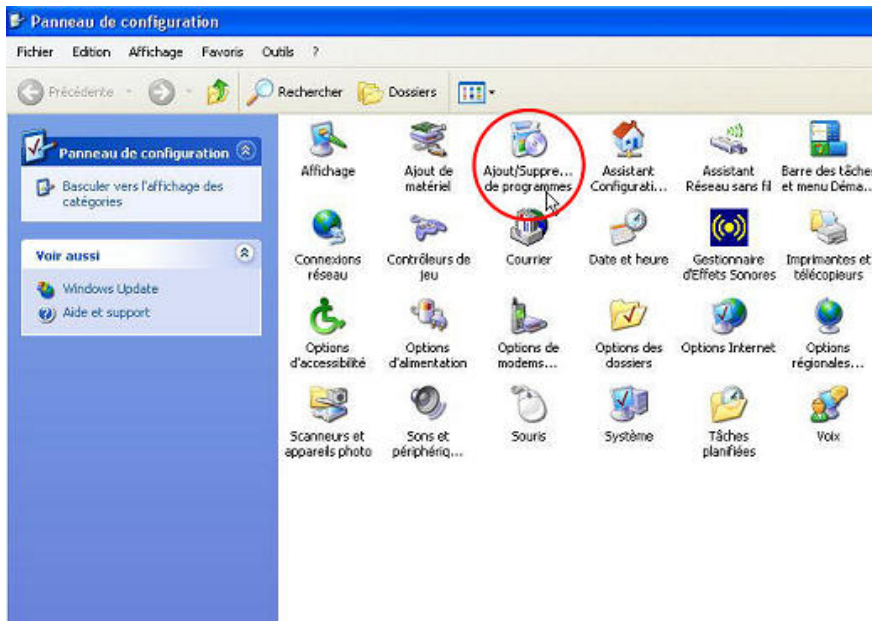 Panneau de configuration
Fichier Edition Affichage Favoris Outils ?
Précédente Rechercher Dossiers
Panneau de configuration
Basculer vers l'affichage des
catégories
Voir aussi
Windows Update
Aide et support
Affichage
Ajout de
matériel
Ajout/Suppre...
de programmes
Assistant
Configurati...
Assistant
Réseau sans fil
Barre des tâches
et menu Déma...
Connexions
réseau
Contrôleurs de
jeu
Courrier
Date et heure
Gestionnaire
d'Effets Sonores
Imprimantes et
télécopieurs
Options
d'accessibilité
Options
d'alimentation
Options de
modems...
Options des
dossiers
Options Internet
Options
régionales...
Scanneurs et
appareils photo
Sons et
périphériq...
Souris
Système
Tâches
planifiées
Voix